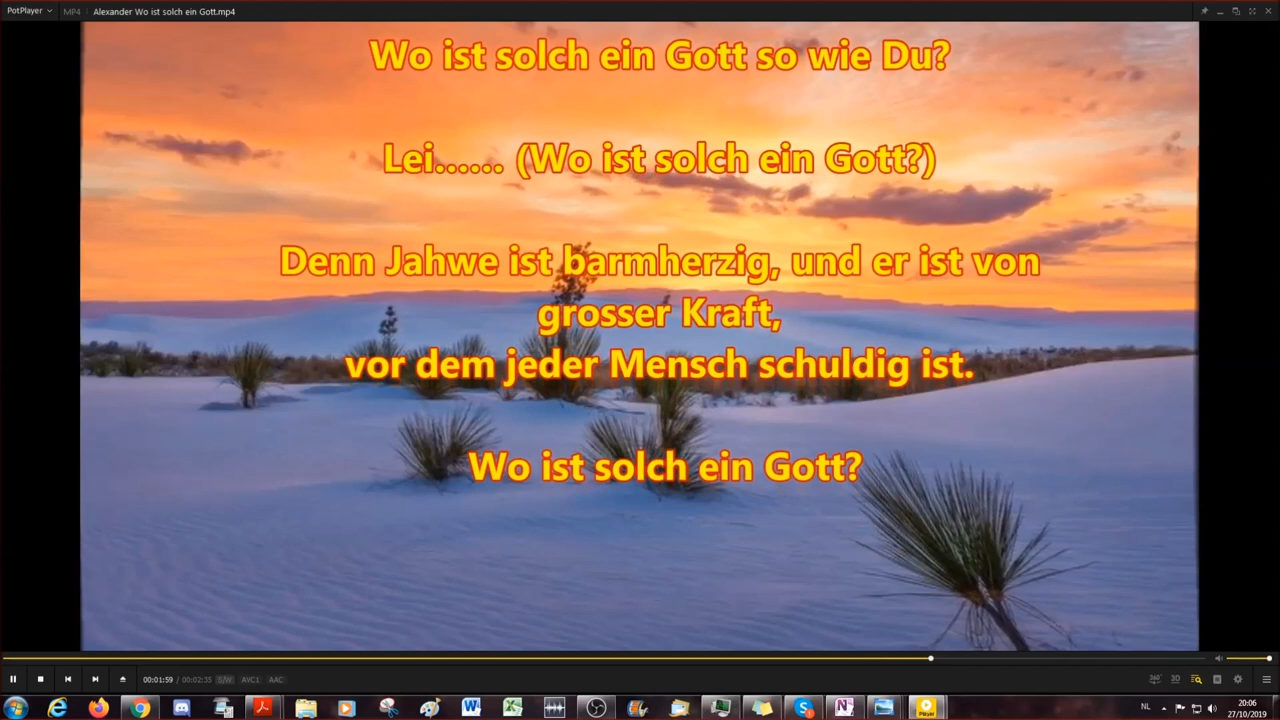 PotPlayer MP4 Alexander Wo ist solch ein Gott.mp4
Wo ist solch ein Gott so wie Du?
Lei...... (Wo ist solch ein Gott?)
Denn Jahwe ist barmherzig, und er ist von
grosser Kraft,
vor dem jeder Mensch schuldig ist.
Wo ist solch ein Gott?
00:01:59 / 00:02:35 S/W AVC1 AAC
360° 3D
NL 20:06
27/10/2019